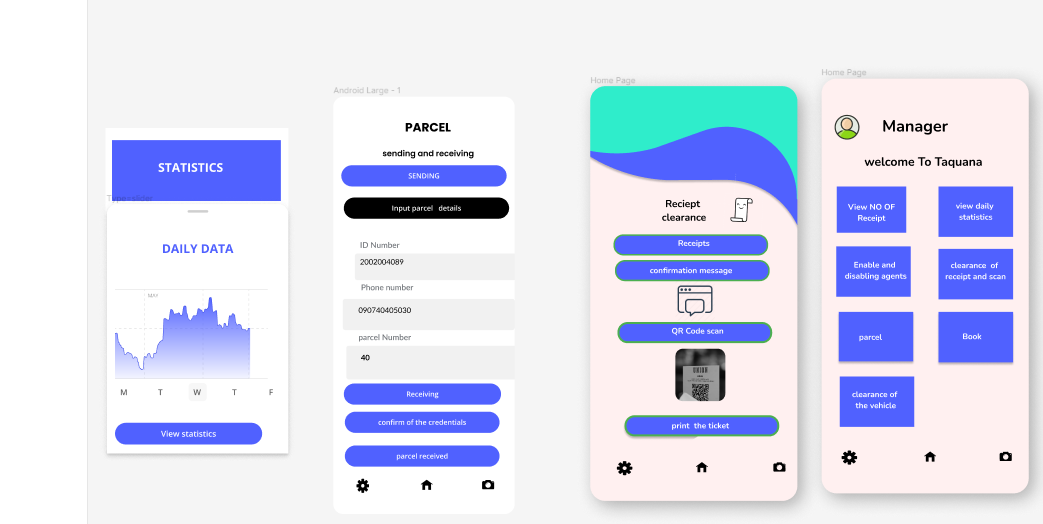 STATISTICS
DAILY DATA
MAY
M T W T F
View statistics
Android Large - 1
PARCEL
sending and receiving
SENDING
Input parcel details
ID Number
2002004089
Phone number
090740405030
parcel Number
40
Receiving
confirm of the credentials
parcel received
Home Page
Reciept
clearance
Receipts
confirmation message
QR Code scan
print the ticket
Home Page
Manager
welcome To Taquana
View NO OF
Receipt
view daily
statistics
Enable and
disabling agents
clearance of
receipt and scan
parcel
Book
clearance of
the vehicle